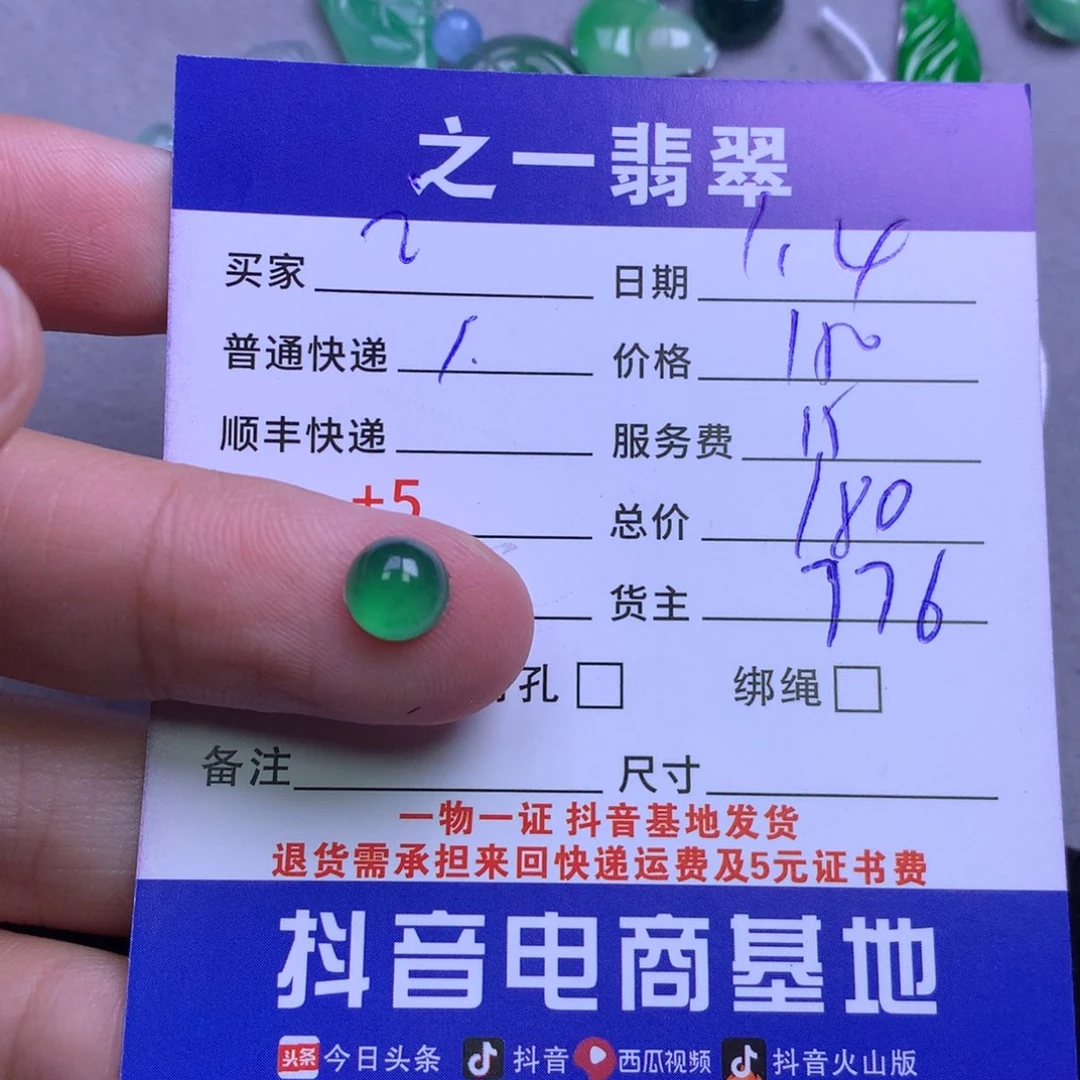 之一翡翠
买家 2 日期 1.4
普通快递 1. 价格
顺丰快递 服务费 15
+5 总价 180
货主 776
孔 绑绳
备注 尺寸
一物一证 抖音基地发货
退货需承担来回快递运费及5元证书费
抖音电商基地
头条 今日头条 抖音 西瓜视频 抖音火山版